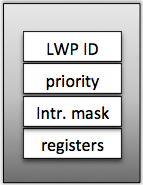 LWP ID
priority
Intr. mask
registers